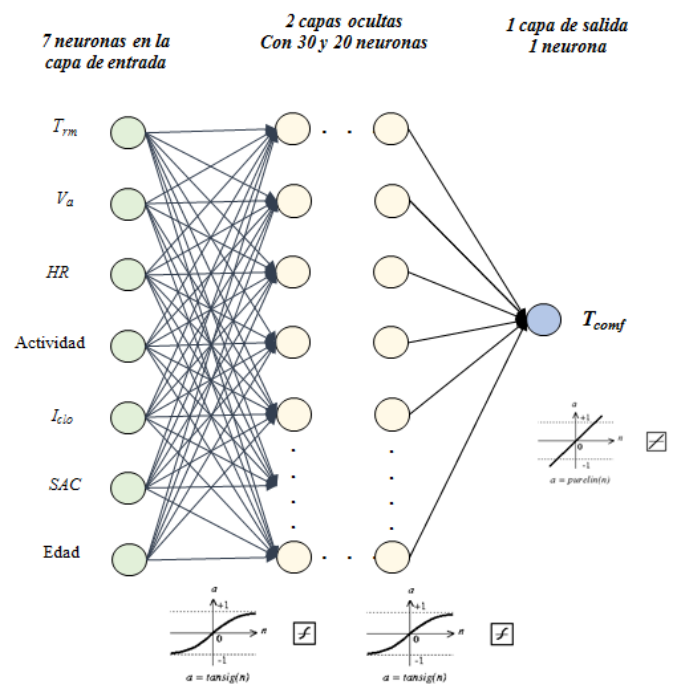 7 neuronas en la
capa de entrada
2 capas ocultas
Con 30 y 20 neuronas
1 capa de salida
1 neurona
Trm
Va
HR
Actividad
Iclo
SAC
Edad
Tcomf
a
+1
n
0
-1
a = purelin(n)
a
+1
n
0
-1
a = tansig(n)
a
+1
n
0
-1
a = tansig(n)